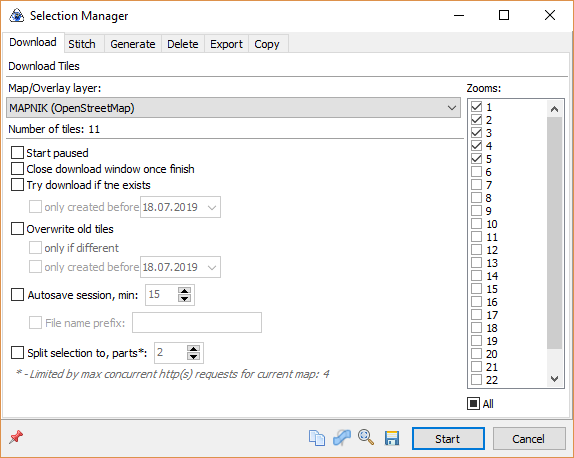 Selection Manager
Download Stitch Generate Delete Export Copy
Download Tiles
Map/Overlay layer:
MAPNIK (OpenStreetMap)
Number of tiles: 11
Start paused
Close download window once finish
Try download if tne exists
only created before 18.07.2019
Overwrite old tiles
only if different
only created before 18.07.2019
Autosave session, min: 15
File name prefix:
Split selection to, parts*: 2
* - Limited by max concurrent http(s) requests for current map: 4
Zooms:
1
2
3
4
5
6
7
8
9
10
11
12
13
14
15
16
17
18
19
20
21
22
All
Start Cancel